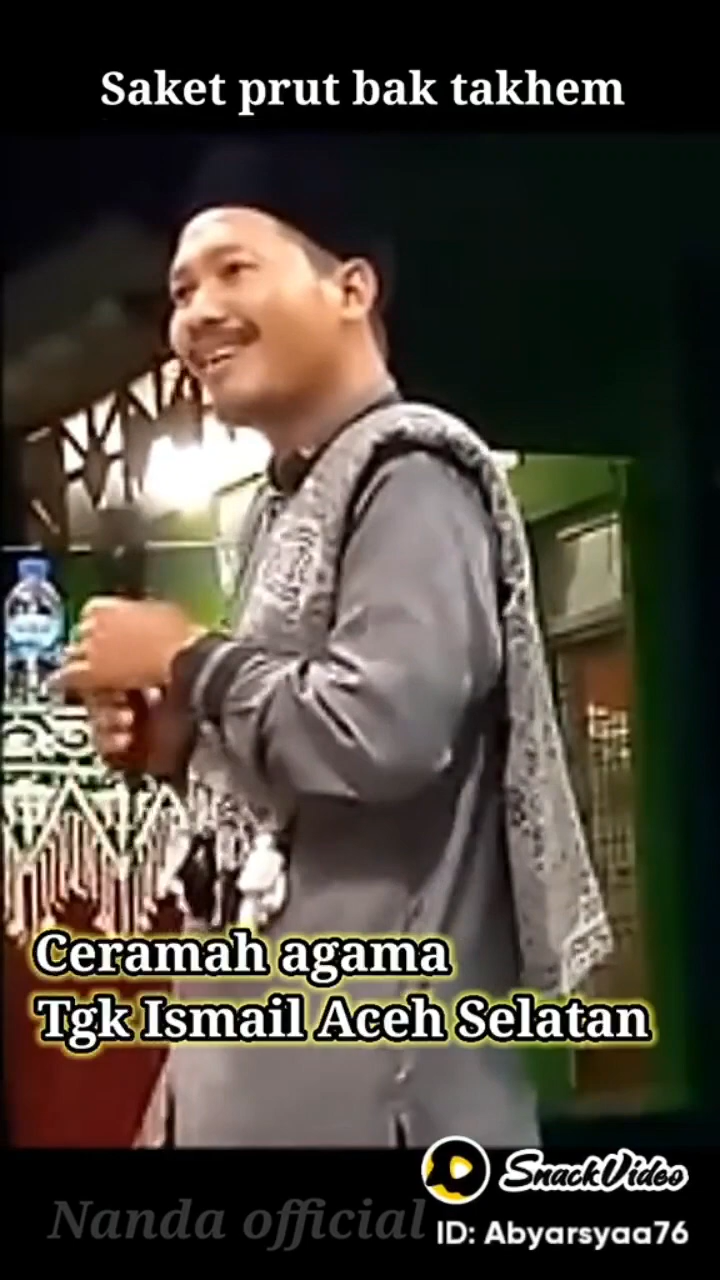 Saket prut bak takhem
Ceramah agama
Tgk Ismail Aceh Selatan
SnackVideo
Nanda official
ID: Abyarsyaa76